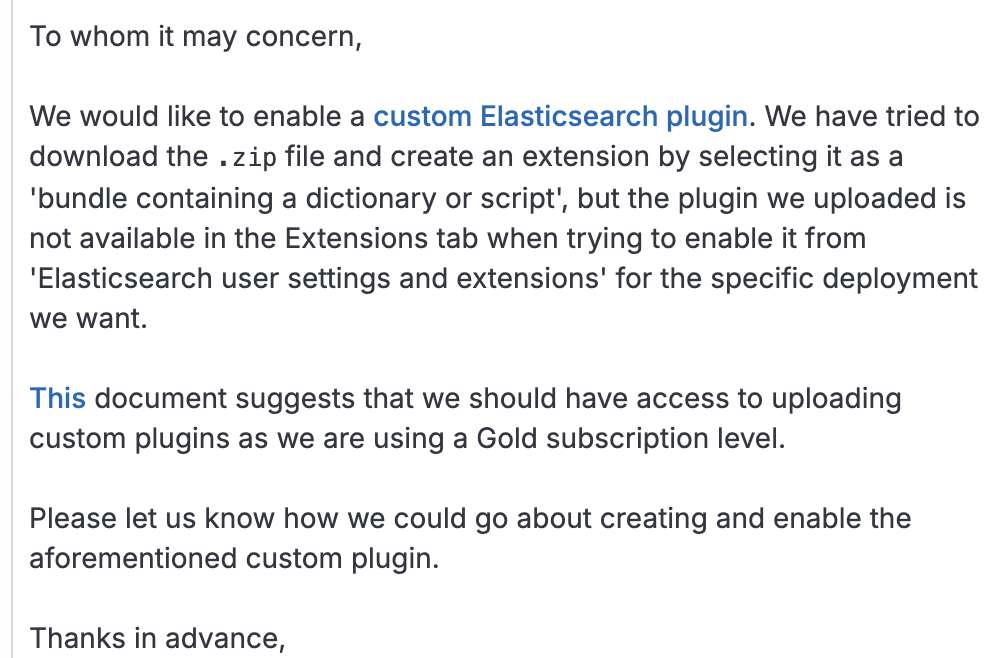 To whom it may concern,
We would like to enable a custom Elasticsearch plugin. We have tried to
download the .zip file and create an extension by selecting it as a
'bundle containing a dictionary or script', but the plugin we uploaded is
not available in the Extensions tab when trying to enable it from
'Elasticsearch user settings and extensions' for the specific deployment
we want.
This document suggests that we should have access to uploading
custom plugins as we are using a Gold subscription level.
Please let us know how we could go about creating and enable the
aforementioned custom plugin.
Thanks in advance,